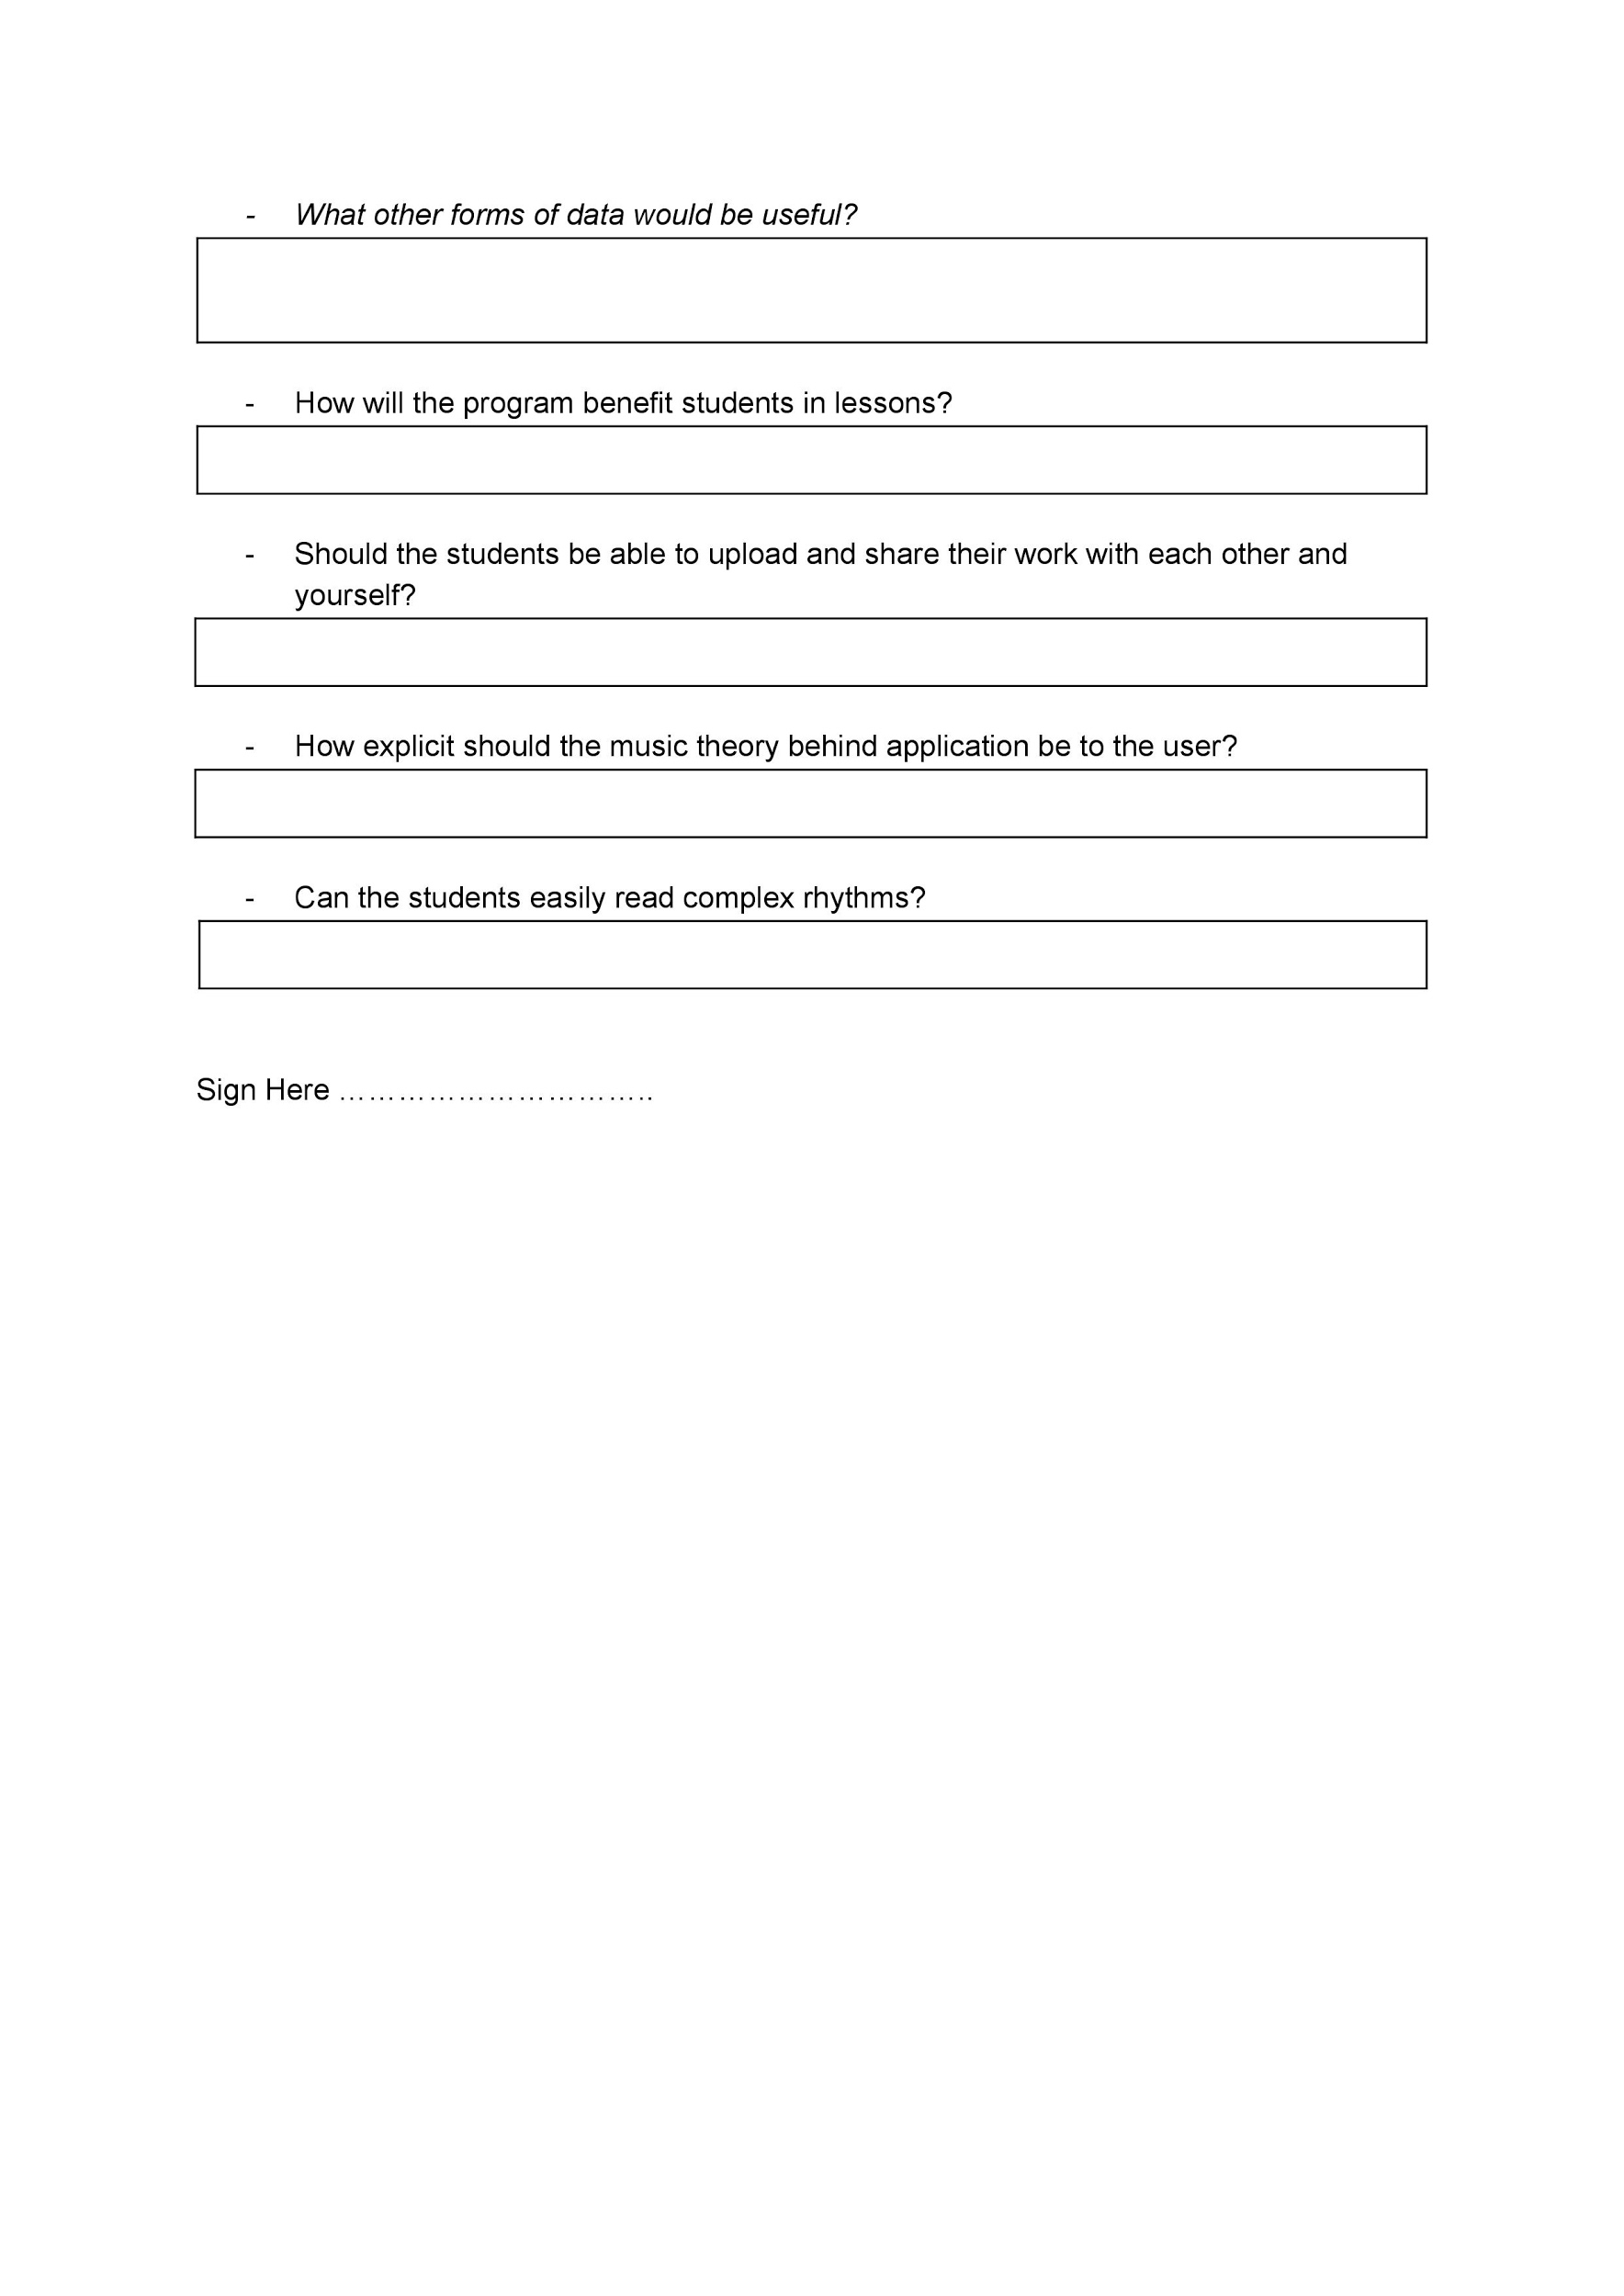 - What other forms of data would be useful?
- How will the program benefit students in lessons?
- Should the students be able to upload and share their work with each other and
yourself?
- How explicit should the music theory behind application be to the user?
- Can the students easily read complex rhythms?
Sign Here …………………………..